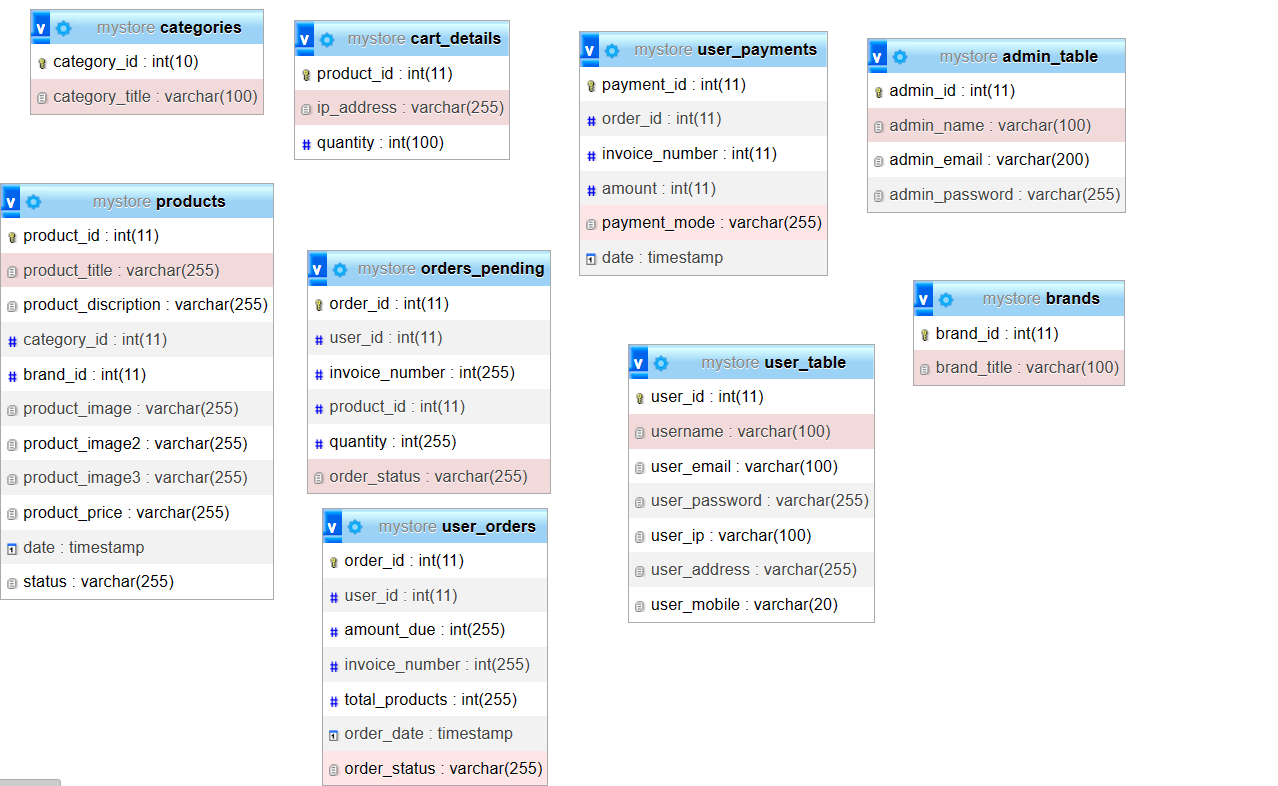 mystore categories
category_id : int(10)
category_title : varchar(100)
mystore cart_details
product_id : int(11)
ip_address : varchar(255)
quantity : int(100)
mystore user_payments
payment_id : int(11)
order_id : int(11)
invoice_number : int(11)
amount : int(11)
payment_mode : varchar(255)
date : timestamp
mystore admin_table
admin_id : int(11)
admin_name : varchar(100)
admin_email : varchar(200)
admin_password : varchar(255)
mystore products
product_id : int(11)
product_title : varchar(255)
product_discription : varchar(255)
category_id : int(11)
brand_id : int(11)
product_image : varchar(255)
product_image2 : varchar(255)
product_image3 : varchar(255)
product_price : varchar(255)
date : timestamp
status : varchar(255)
mystore orders_pending
order_id : int(11)
user_id : int(11)
invoice_number : int(255)
product_id : int(11)
quantity : int(255)
order_status : varchar(255)
mystore brands
brand_id : int(11)
brand_title : varchar(100)
mystore user_table
user_id : int(11)
username : varchar(100)
user_email : varchar(100)
user_password : varchar(255)
user_ip : varchar(100)
user_address : varchar(255)
user_mobile : varchar(20)
mystore user_orders
order_id : int(11)
user_id : int(11)
amount_due : int(255)
invoice_number : int(255)
total_products : int(255)
order_date : timestamp
order_status : varchar(255)